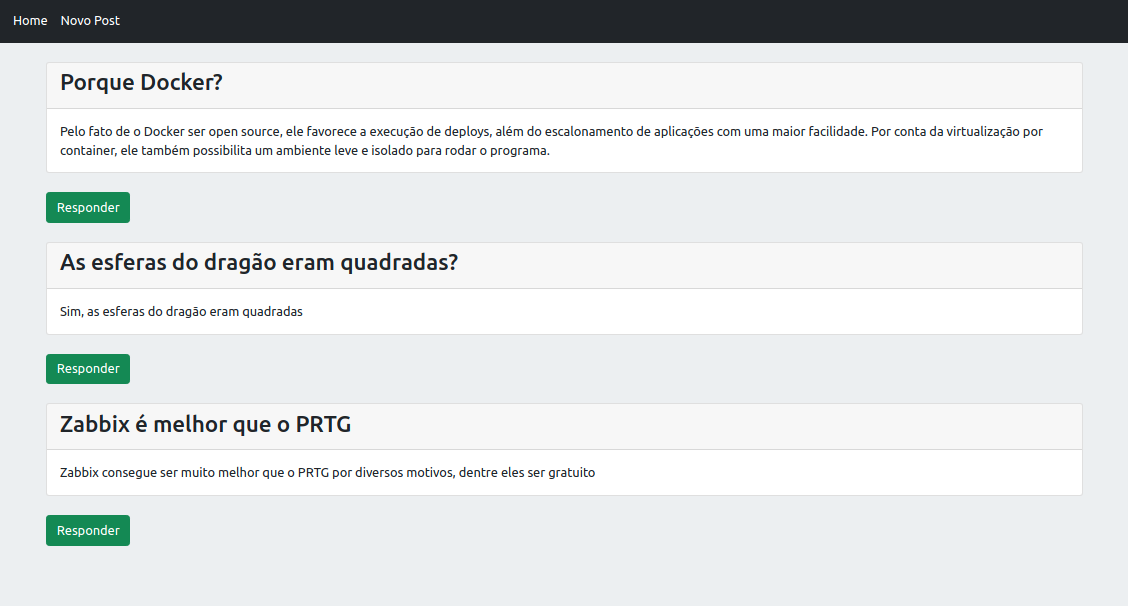 Home Novo Post
Porque Docker?
Pelo fato de o Docker ser open source, ele favorece a execução de deploys, além do escalonamento de aplicações com uma maior facilidade. Por conta da virtualização por
container, ele também possibilita um ambiente leve e isolado para rodar o programa.
Responder
As esferas do dragão eram quadradas?
Sim, as esferas do dragão eram quadradas
Responder
Zabbix é melhor que o PRTG
Zabbix consegue ser muito melhor que o PRTG por diversos motivos, dentre eles ser gratuito
Responder